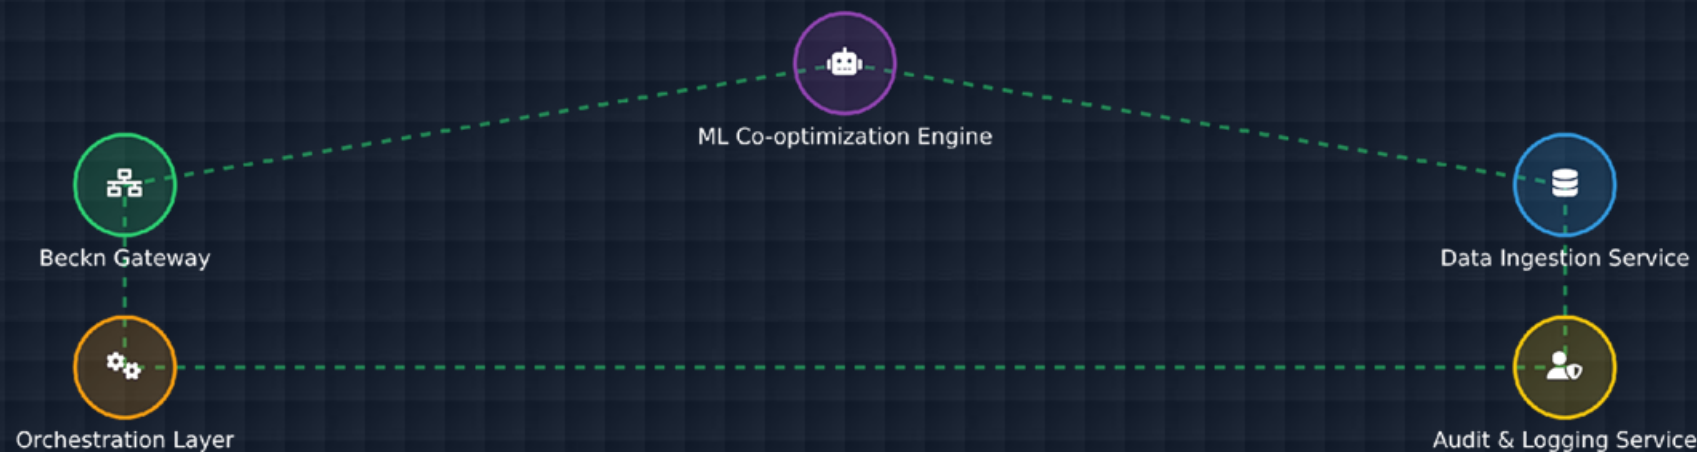 ML Co-optimization Engine
Beckn Gateway
Data Ingestion Service
Orchestration Layer
Audit & Logging Service